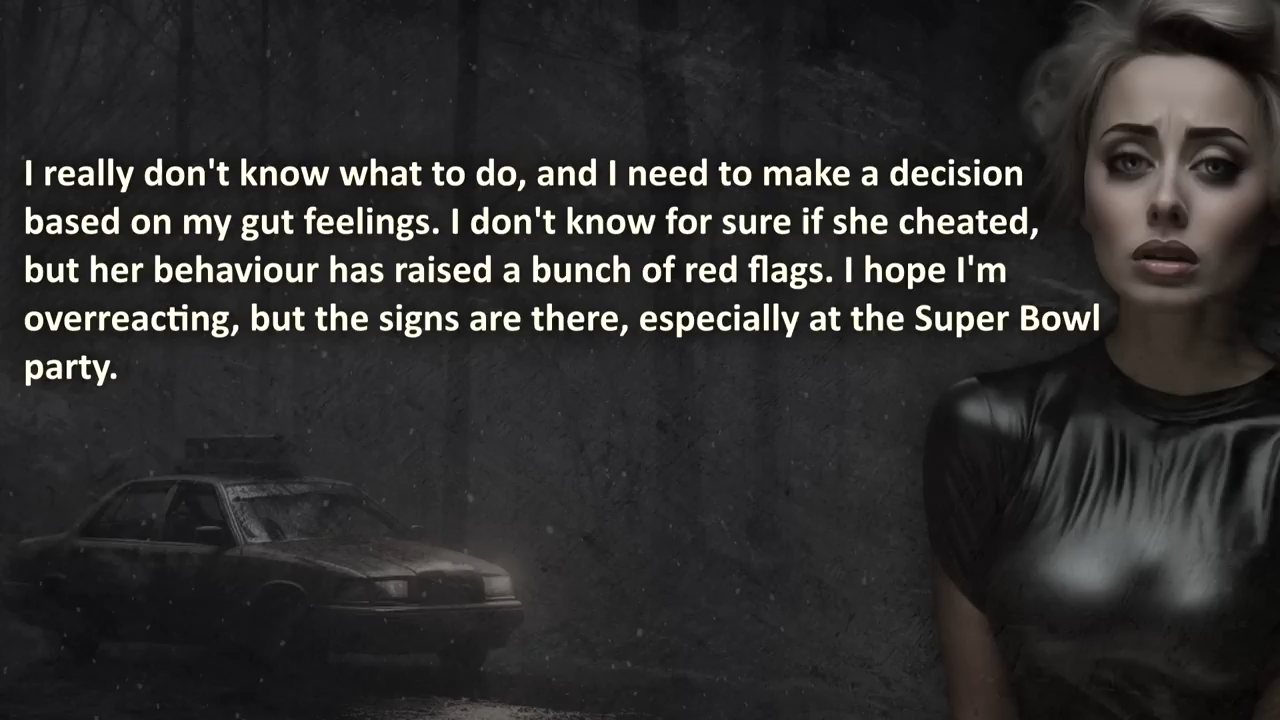 I really don't know what to do, and I need to make a decision
based on my gut feelings. I don't know for sure if she cheated,
but her behaviour has raised a bunch of red flags. I hope I'm
overreacting, but the signs are there, especially at the Super Bowl
party.